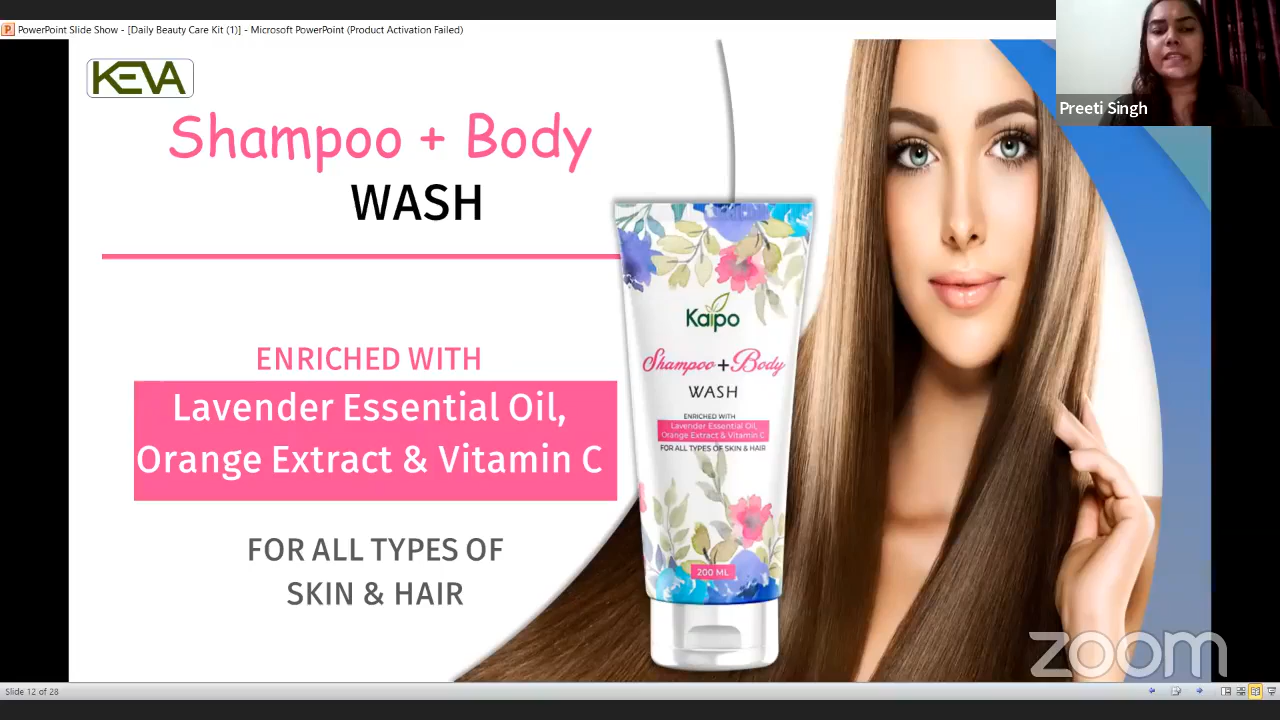 PowerPoint Slide Show - [Daily Beauty Care Kit (1)] - Microsoft PowerPoint (Product Activation Failed)
KEVA
Preeti Singh
Shampoo + Body
WASH
ENRICHED WITH
Lavender Essential Oil,
Orange Extract & Vitamin C
FOR ALL TYPES OF
SKIN & HAIR
Kaipo
Shampoo+Body
WASH
ENRICHED WITH
Lavender Essential Oil,
Orange Extract & Vitamin C
FOR ALL TYPES OF SKIN & HAIR
200 ML
zoom
Slide 12 of 28